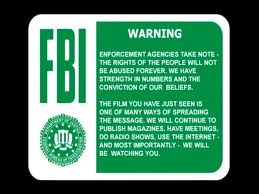 FBI
WARNING
ENFORCEMENT AGENCIES TAKE NOTE -
THE RIGHTS OF THE PEOPLE WILL NOT
BE ABUSED FOREVER. WE HAVE
STRENGTH IN NUMBERS AND THE
CONVICTION OF OUR BELIEFS.
THE FILM YOU HAVE JUST SEEN IS
ONE OF MANY WAYS OF SPREADING
THE MESSAGE. WE WILL CONTINUE TO
PUBLISH MAGAZINES, HAVE MEETINGS,
DO RADIO SHOWS, USE THE INTERNET -
AND MOST IMPORTANTLY - WE WILL
BE WATCHING YOU.